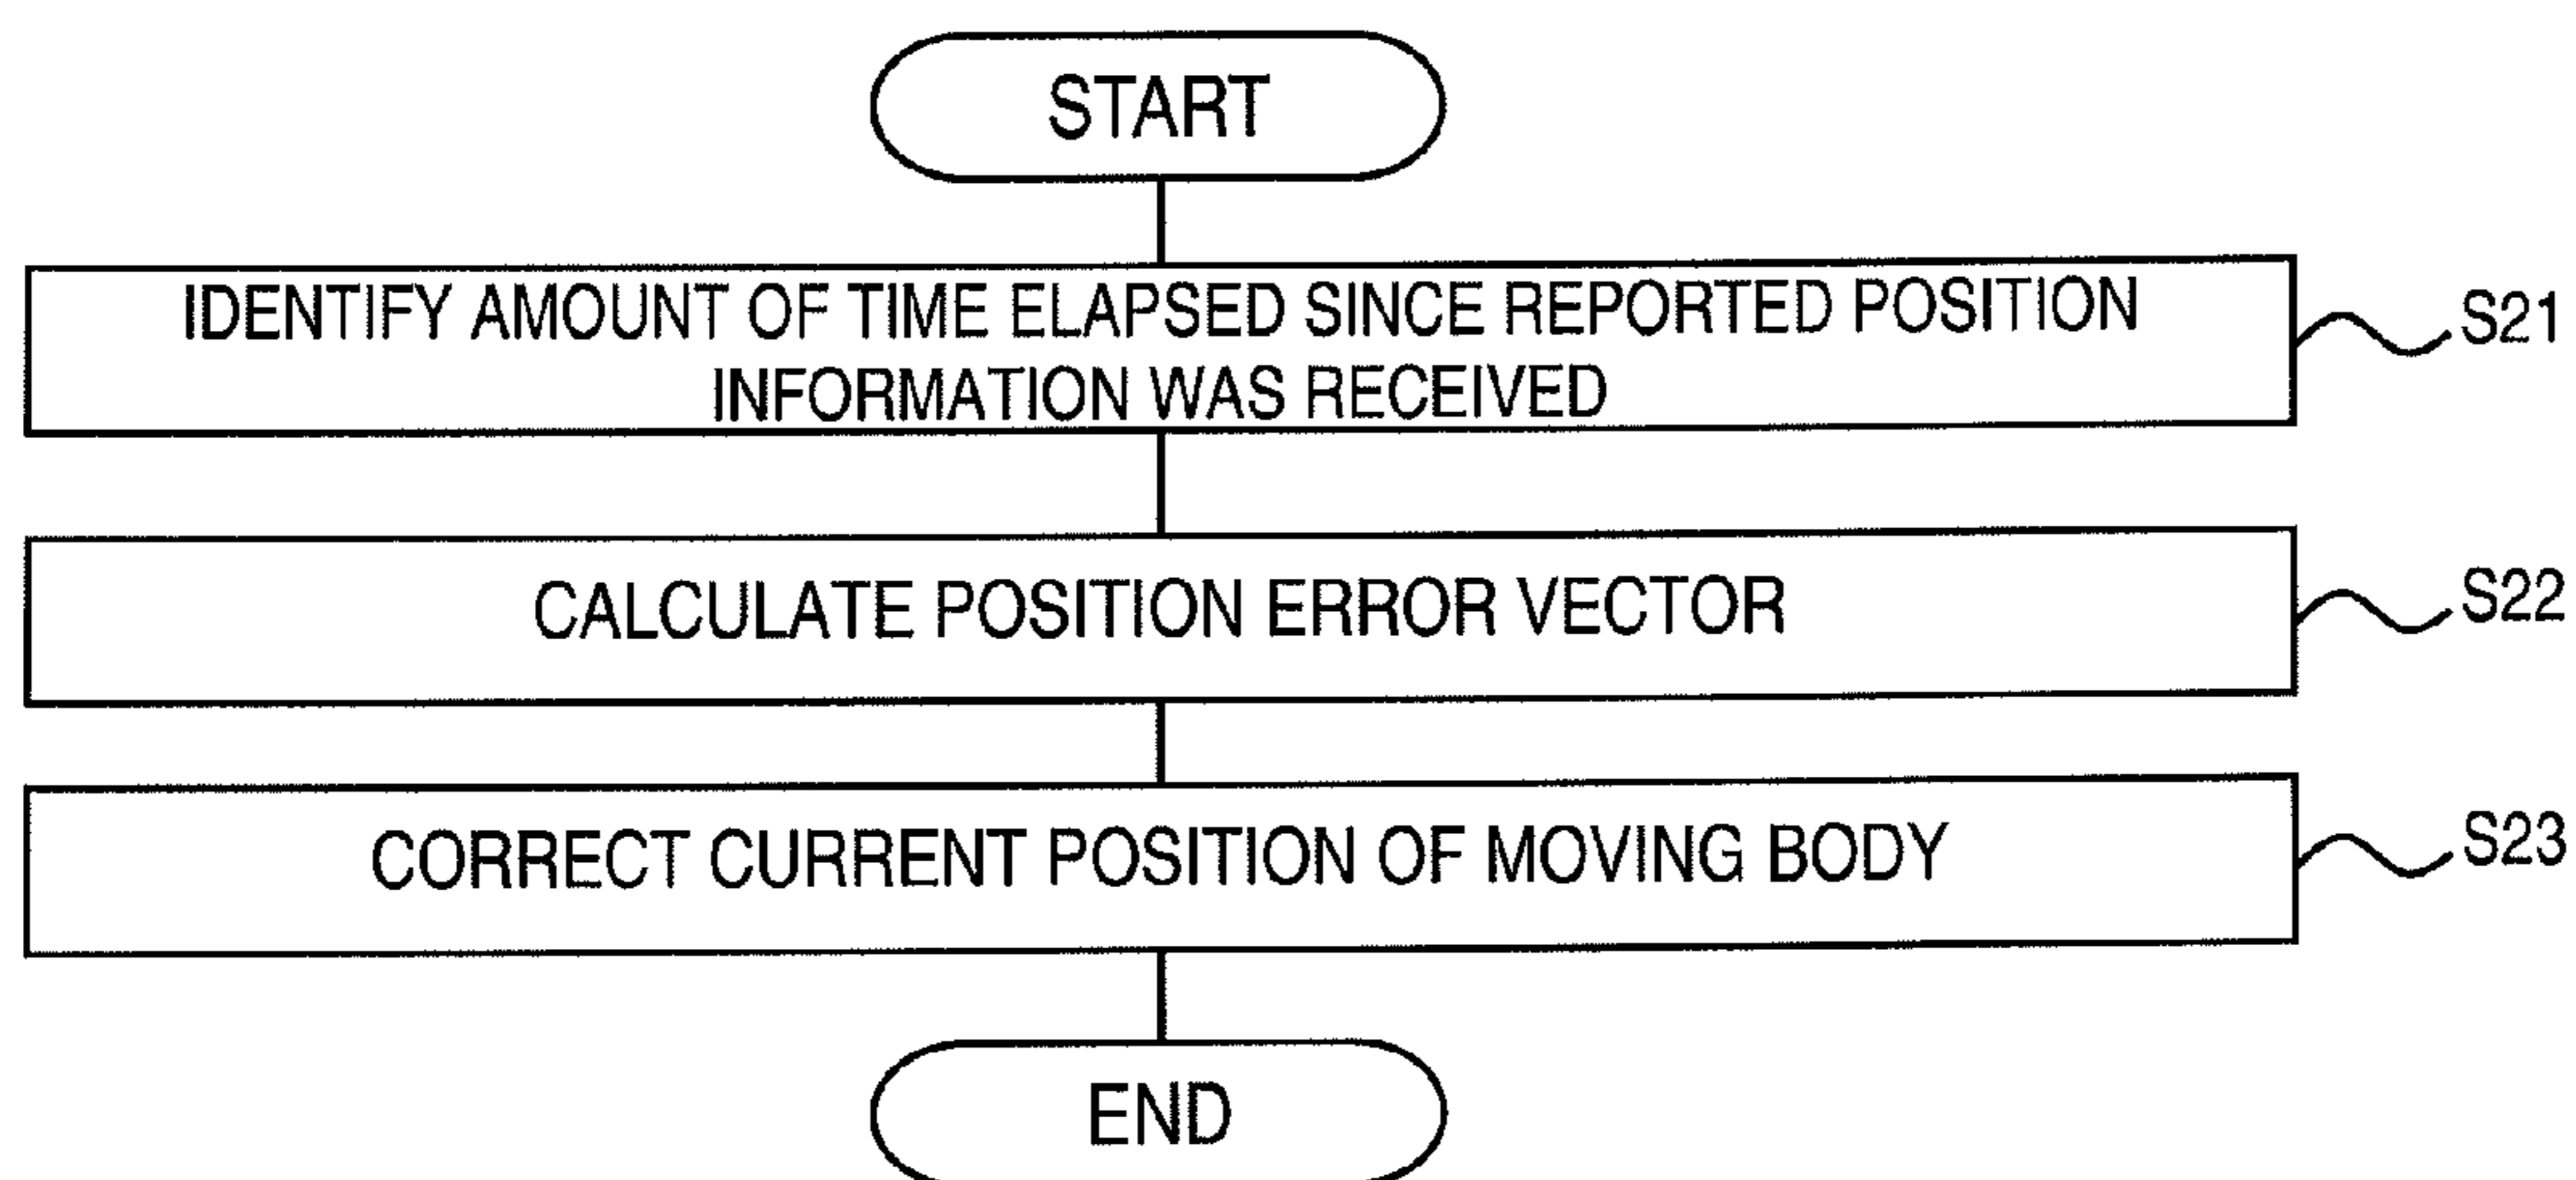 START
IDENTIFY AMOUNT OF TIME ELAPSED SINCE REPORTED POSITION
INFORMATION WAS RECEIVED
S21
CALCULATE POSITION ERROR VECTOR
S22
CORRECT CURRENT POSITION OF MOVING BODY
S23
END